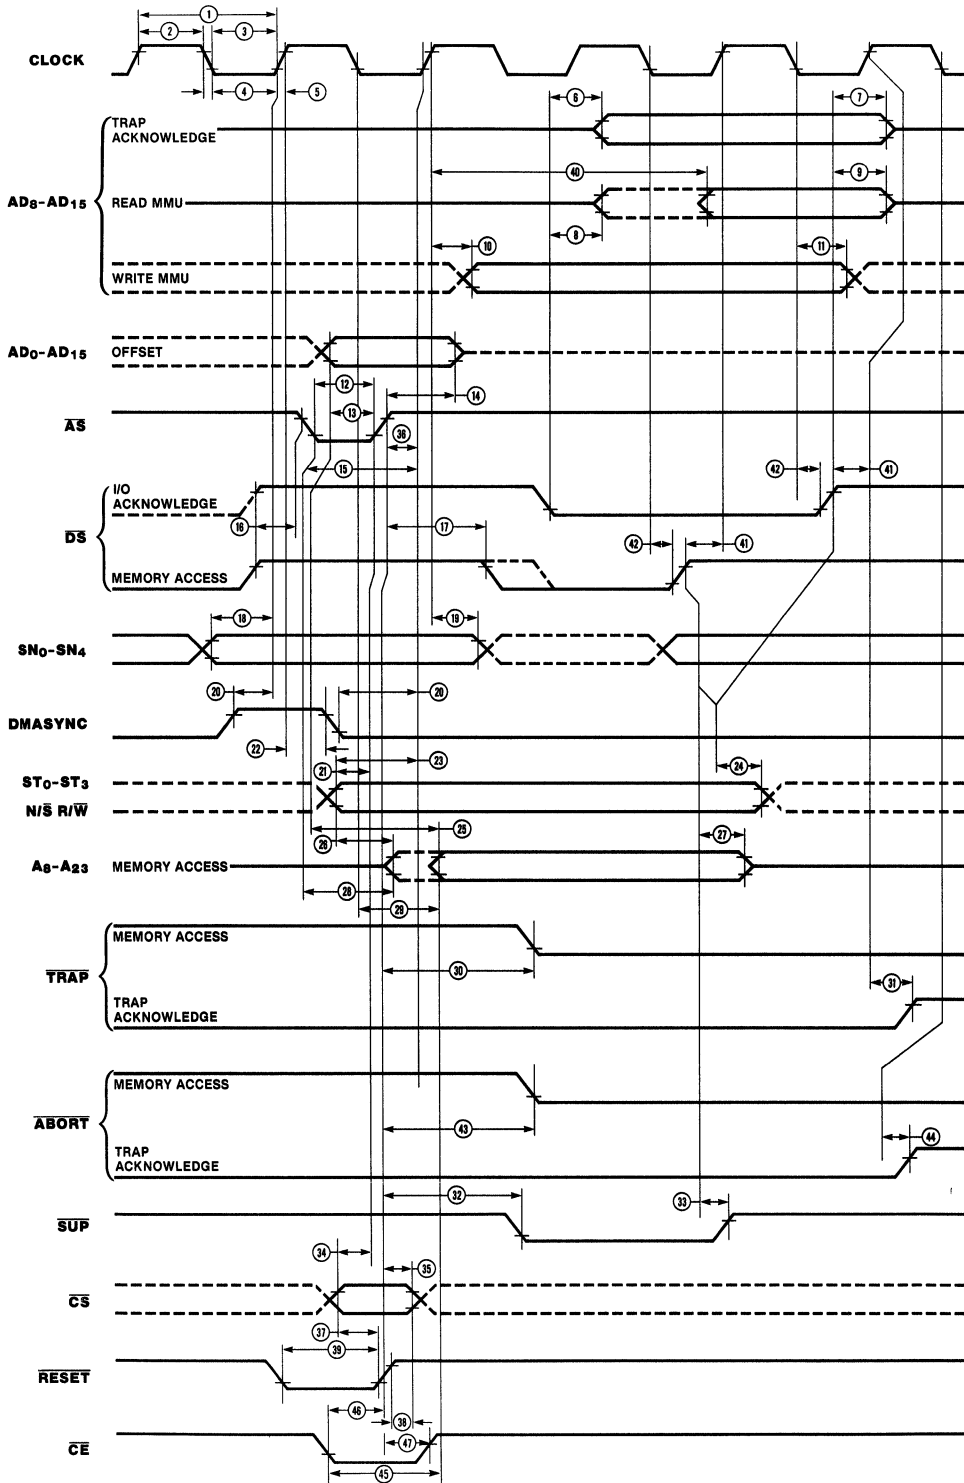 1
2 3
CLOCK
4 5
6 7
TRAP
ACKNOWLEDGE
40 9
AD8-AD15 READ MMU
8
10 11
WRITE MMU
AD0-AD15 OFFSET
12
14
13
AS
36
15 42 41
I/O
ACKNOWLEDGE
16 17
DS 42 41
MEMORY ACCESS
18 19
SN0-SN4
20 20
DMASYNC
22 23
21 24
ST0-ST3
N/S R/W
25
26 27
A8-A23 MEMORY ACCESS
28
29
MEMORY ACCESS
TRAP 30
31
TRAP
ACKNOWLEDGE
MEMORY ACCESS
ABORT 43
44
TRAP
ACKNOWLEDGE
32 33
SUP
34
35
CS
37
39
RESET
46 38
47
CE
45